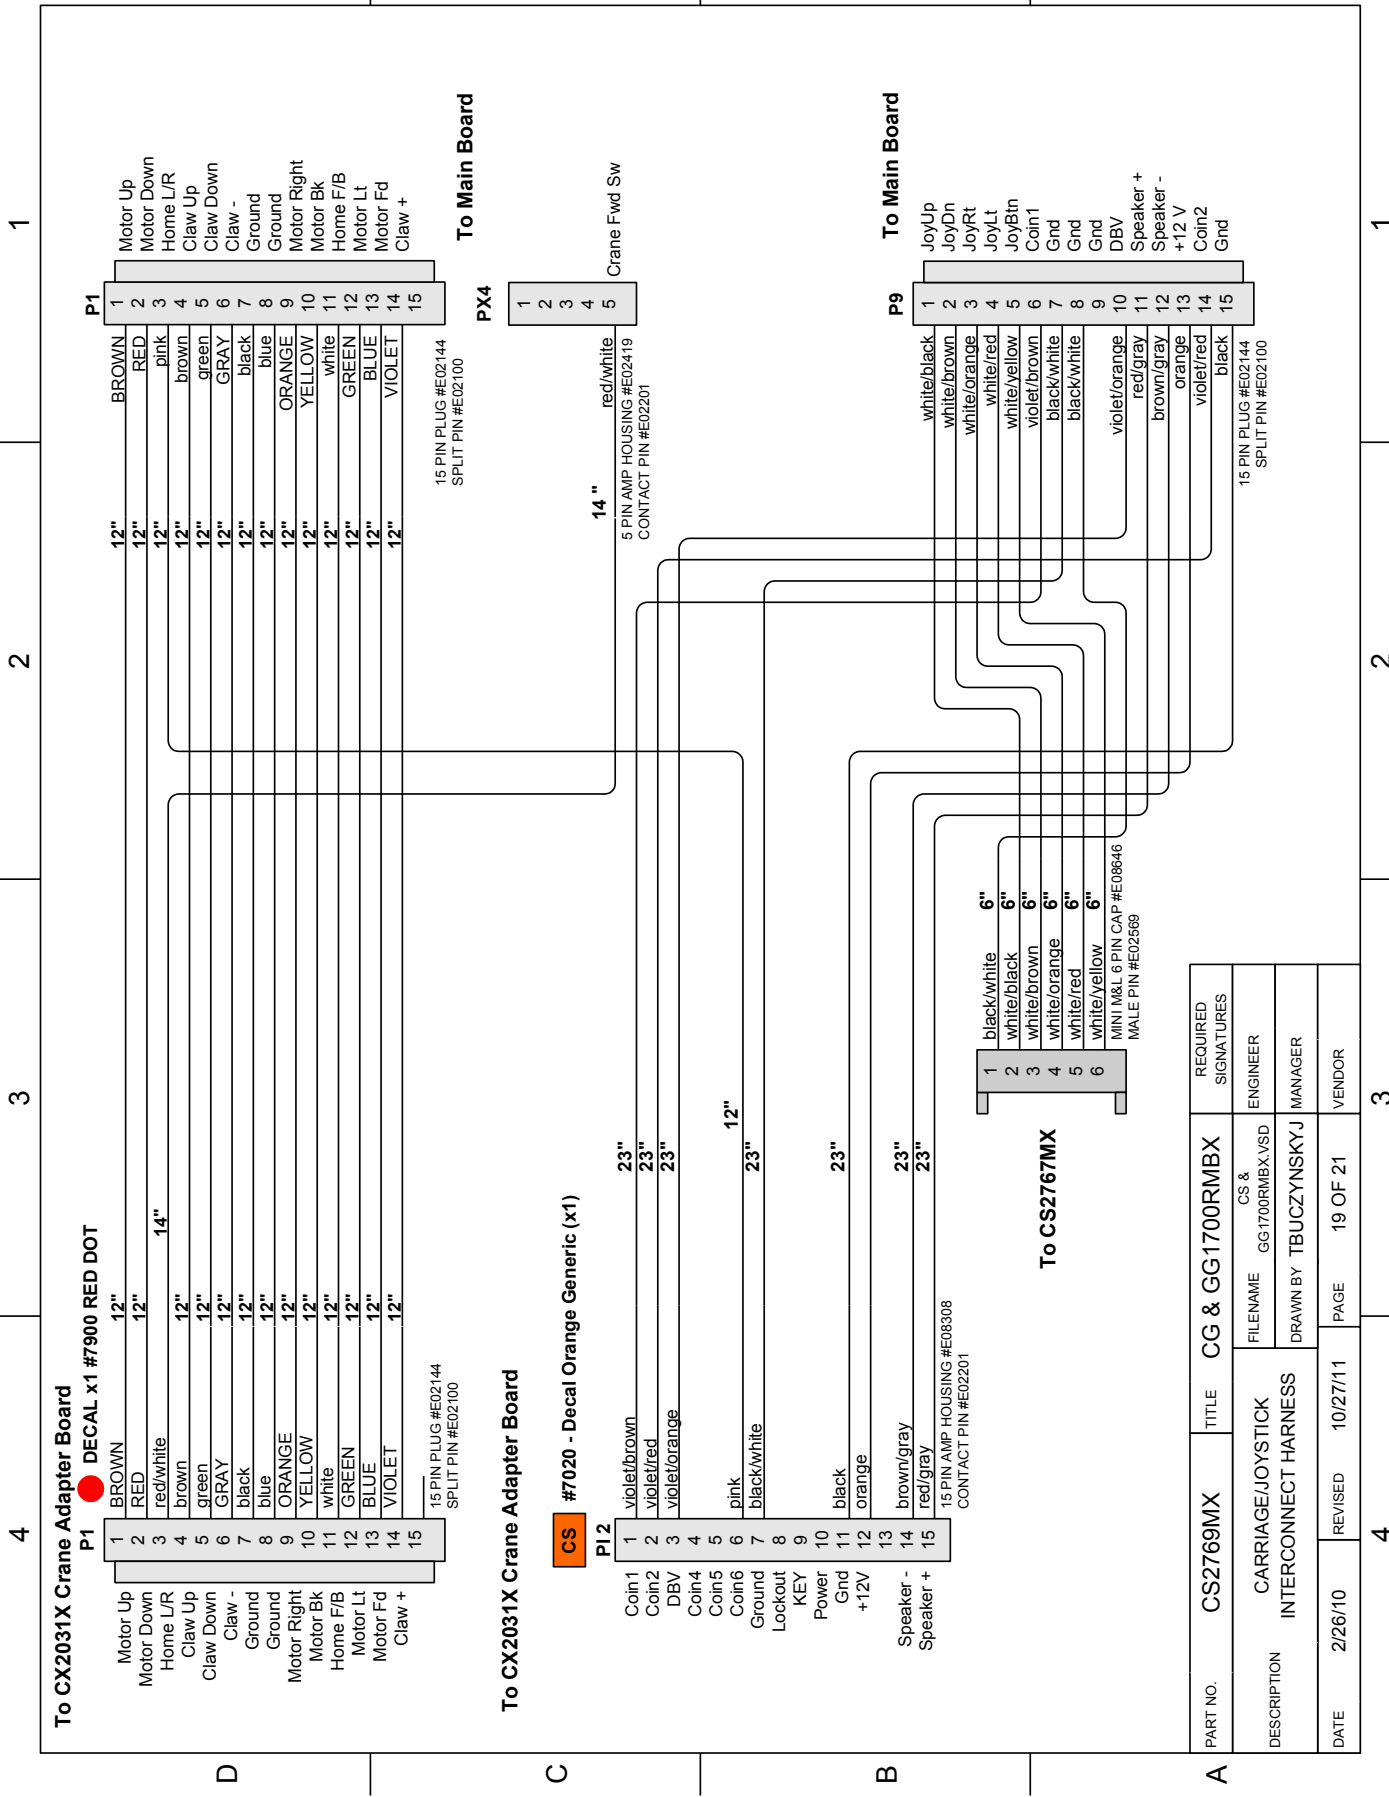 4
3
2
1
D
C
B
A
To CX2031X Crane Adapter Board
P1
DECAL x1 #7900 RED DOT
Motor Up 1 BROWN 12"
Motor Down 2 RED 12"
Home L/R 3 red/white 14"
Claw Up 4 brown 12"
Claw Down 5 green 12"
Claw - 6 GRAY 12"
Ground 7 black 12"
Ground 8 blue 12"
Motor Right 9 ORANGE 12"
Motor Bk 10 YELLOW 12"
Home F/B 11 white 12"
Motor Lt 12 GREEN 12"
Motor Fd 13 BLUE 12"
Claw + 14 VIOLET 12"
15
15 PIN PLUG #E02144
SPLIT PIN #E02100
P1
12" BROWN 1 Motor Up
12" RED 2 Motor Down
12" pink 3 Home L/R
12" brown 4 Claw Up
12" green 5 Claw Down
12" GRAY 6 Claw -
12" black 7 Ground
12" blue 8 Ground
12" ORANGE 9 Motor Right
12" YELLOW 10 Motor Bk
12" white 11 Home F/B
12" GREEN 12 Motor Lt
12" BLUE 13 Motor Fd
12" VIOLET 14 Claw +
15
15 PIN PLUG #E02144
SPLIT PIN #E02100
To Main Board
PX4
1
2
3
4
14 " red/white 5 Crane Fwd Sw
5 PIN AMP HOUSING #E02419
CONTACT PIN #E02201
To CX2031X Crane Adapter Board
CS
#7020 - Decal Orange Generic (x1)
PI 2
Coin1 1 violet/brown 23"
Coin2 2 violet/red 23"
DBV 3 violet/orange 23"
Coin4 4
Coin5 5
Coin6 6 pink 12"
Ground 7 black/white 23"
Lockout 8
KEY 9
Power 10
Gnd 11 black 23"
+12V 12 orange
13
Speaker - 14 brown/gray 23"
Speaker + 15 red/gray 23"
15 PIN AMP HOUSING #E08308
CONTACT PIN #E02201
To Main Board
P9
white/black 1 JoyUp
white/brown 2 JoyDn
white/orange 3 JoyRt
white/red 4 JoyLt
white/yellow 5 JoyBtn
violet/brown 6 Coin1
black/white 7 Gnd
black/white 8 Gnd
9 Gnd
violet/orange 10 DBV
red/gray 11 Speaker +
brown/gray 12 Speaker -
orange 13 +12 V
violet/red 14 Coin2
black 15 Gnd
15 PIN PLUG #E02144
SPLIT PIN #E02100
To CS2767MX
1 black/white 6"
2 white/black 6"
3 white/brown 6"
4 white/orange 6"
5 white/red 6"
6 white/yellow 6"
MINI M&L 6 PIN CAP #E08646
MALE PIN #E02569
PART NO. CS2769MX TITLE CG & GG1700RMBX REQUIRED SIGNATURES
DESCRIPTION CARRIAGE/JOYSTICK
INTERCONNECT HARNESS
FILENAME CS &
GG1700RMBX.VSD
ENGINEER
DRAWN BY TBUCZYNSKYJ MANAGER
DATE 2/26/10 REVISED 10/27/11 PAGE 19 OF 21 VENDOR
4
3
2
1